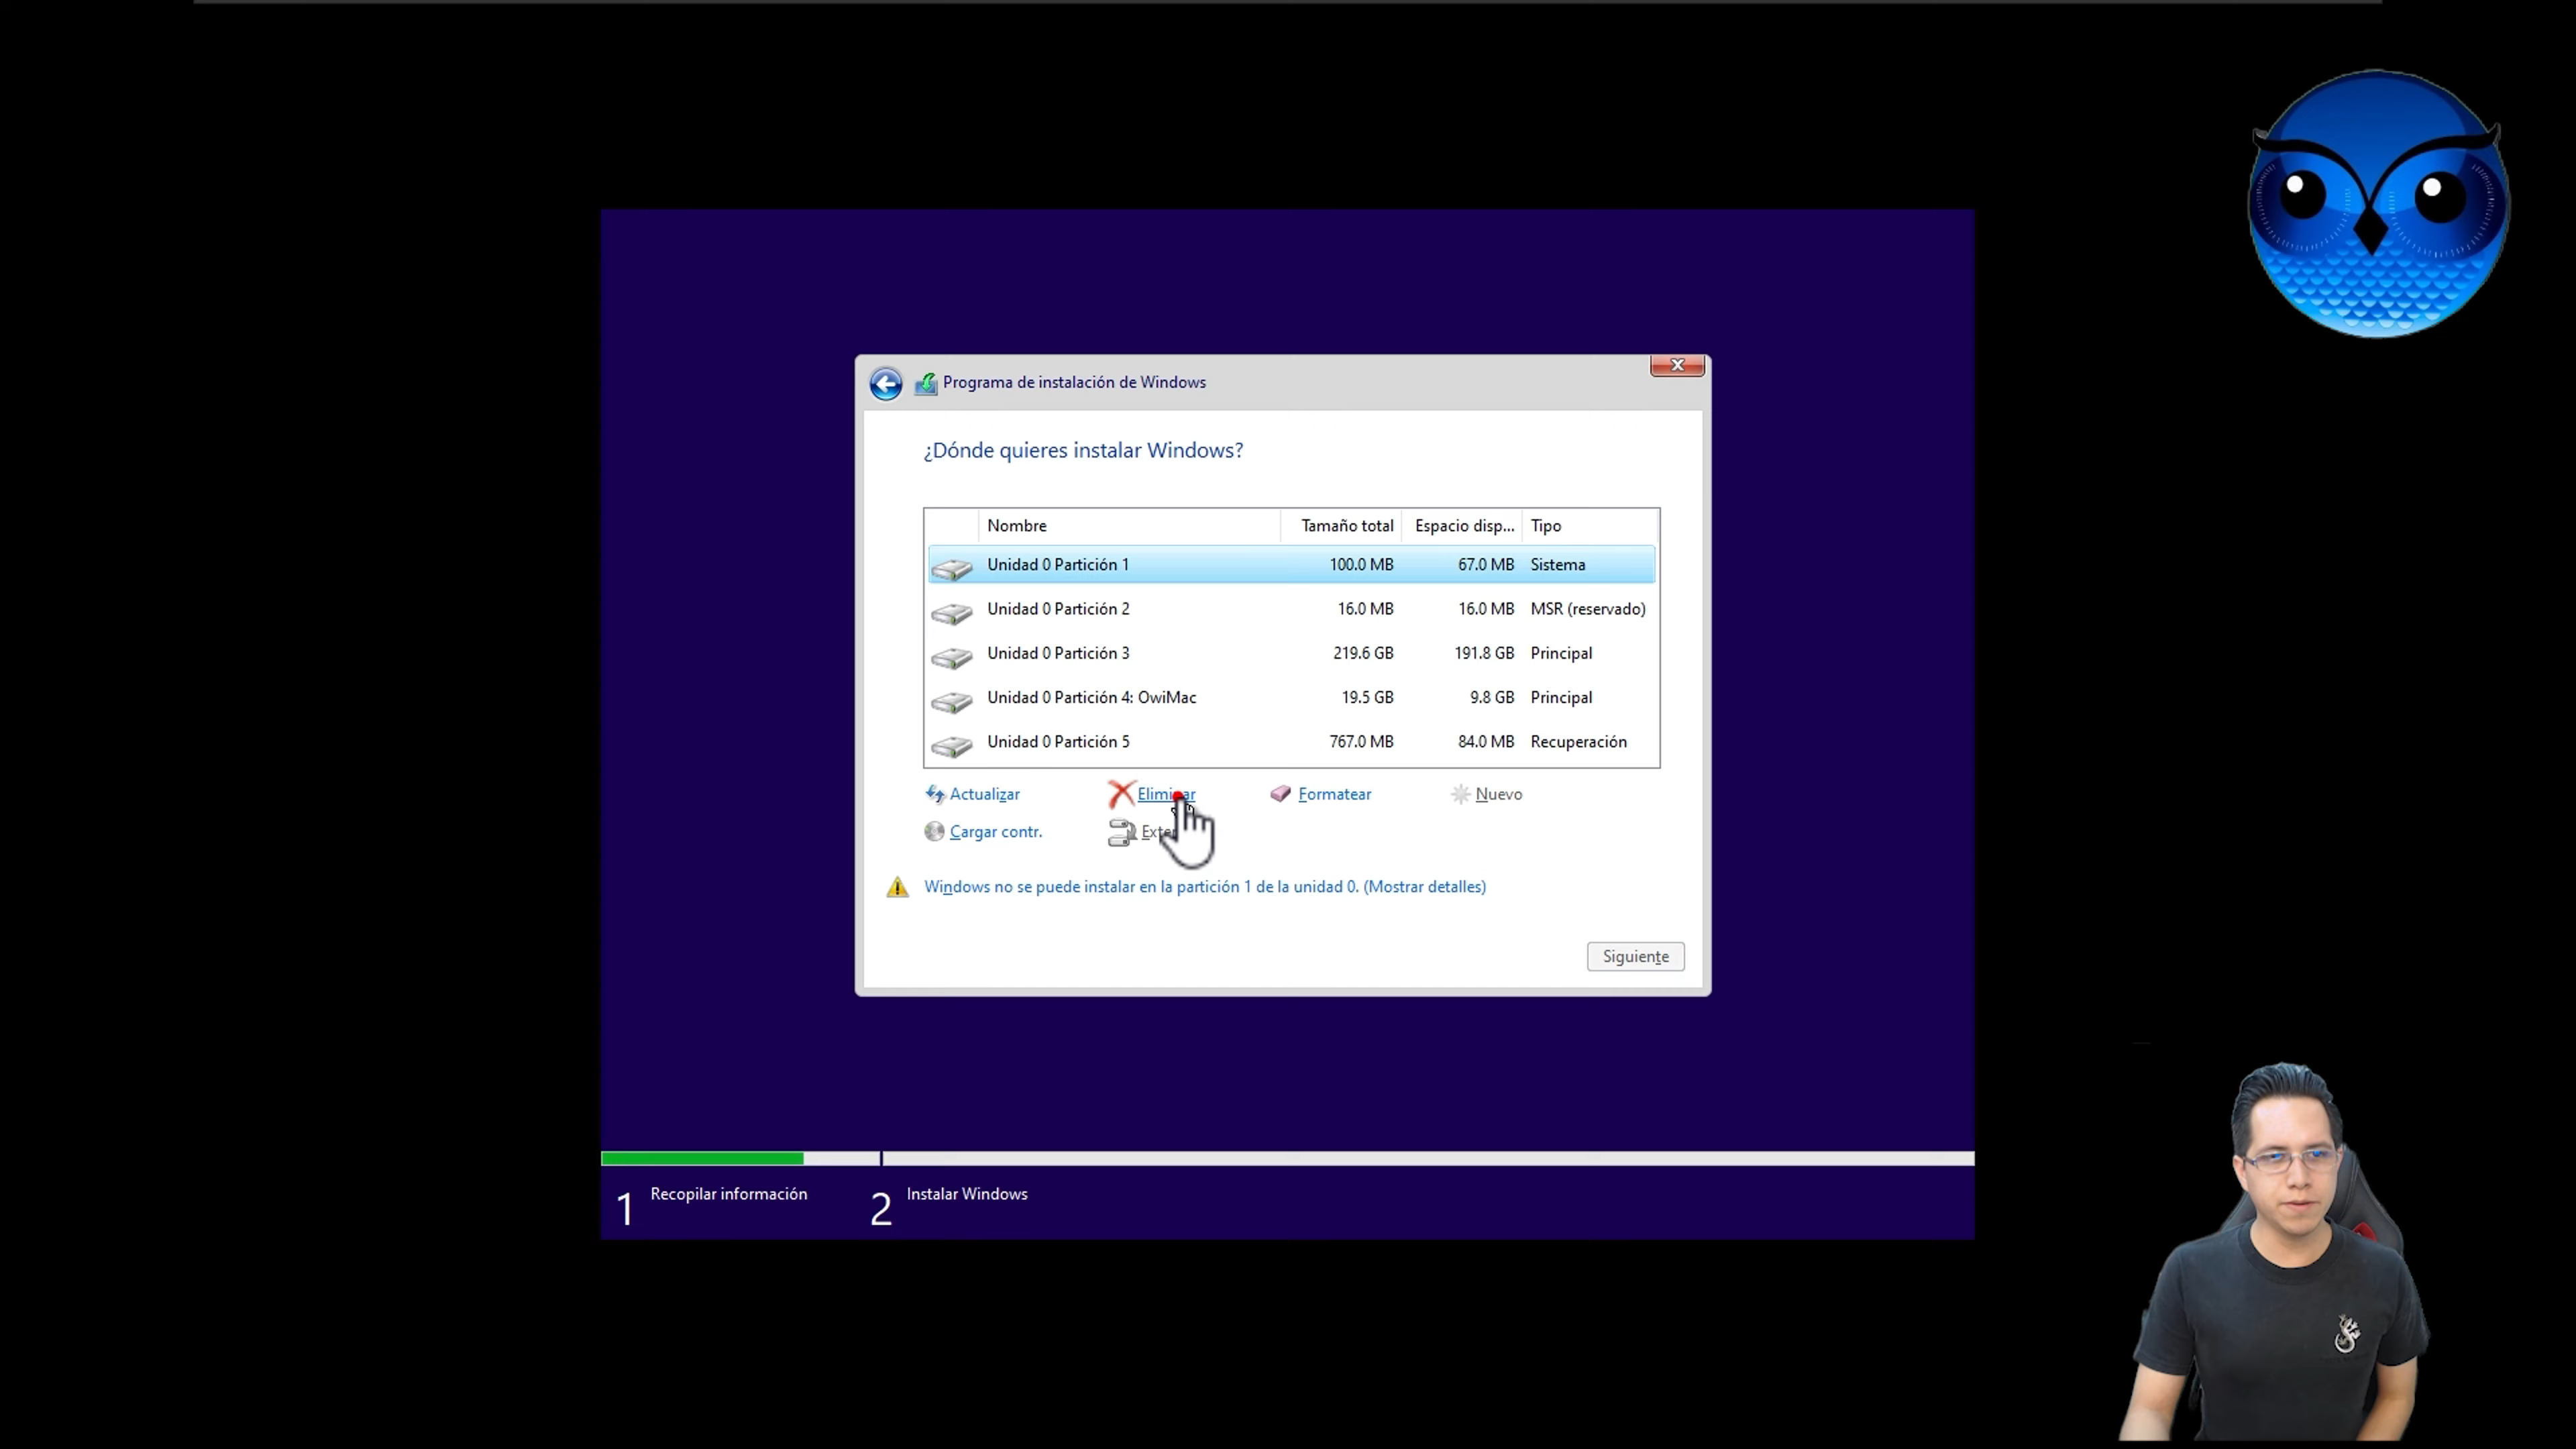 Programa de instalación de Windows
¿Dónde quieres instalar Windows?
Nombre Tamaño total Espacio disp... Tipo
Unidad 0 Partición 1 100.0 MB 67.0 MB Sistema
Unidad 0 Partición 2 16.0 MB 16.0 MB MSR (reservado)
Unidad 0 Partición 3 219.6 GB 191.8 GB Principal
Unidad 0 Partición 4: OwiMac 19.5 GB 9.8 GB Principal
Unidad 0 Partición 5 767.0 MB 84.0 MB Recuperación
Actualizar Eliminar Formatear Nuevo
Cargar contr.
Windows no se puede instalar en la partición 1 de la unidad 0. (Mostrar detalles)
Siguiente
1 Recopilar información 2 Instalar Windows